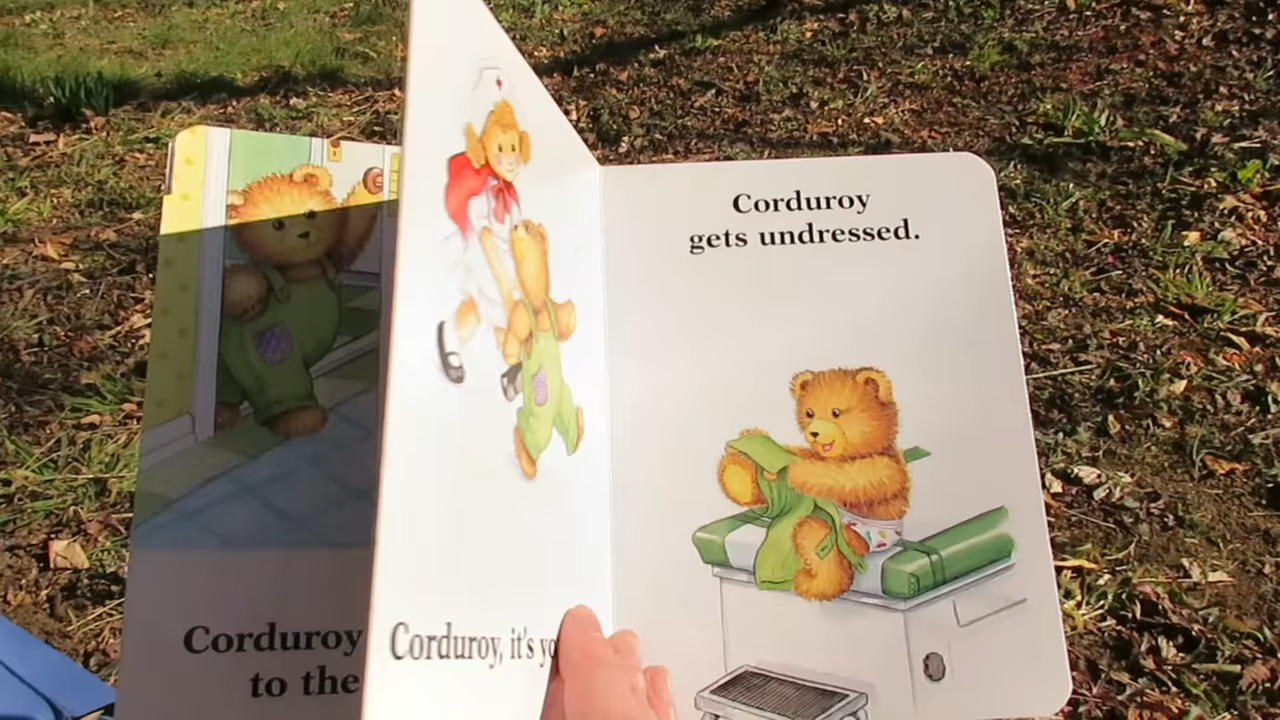 Corduroy
to the
Corduroy, it's
Corduroy
gets undressed.